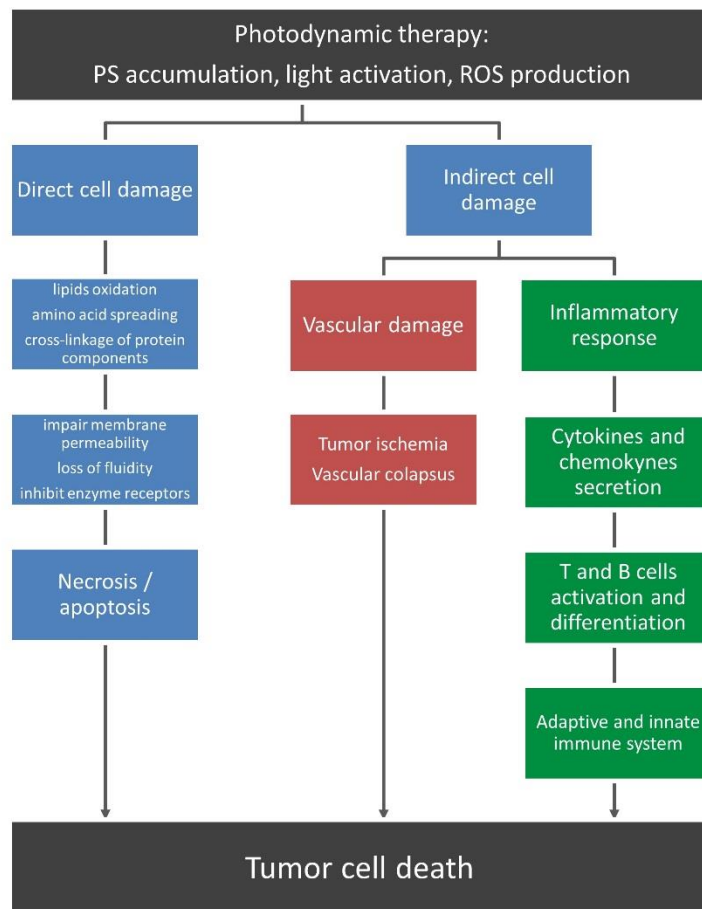 Photodynamic therapy:
PS accumulation, light activation, ROS production
Direct cell damage
Indirect cell
damage
lipids oxidation
amino acid spreading
cross-linkage of protein
components
Vascular damage
Inflammatory
response
impair membrane
permeability
loss of fluidity
inhibit enzyme receptors
Tumor ischemia
Vascular colapsus
Cytokines and
chemokynes
secretion
Necrosis /
apoptosis
T and B cells
activation and
differentiation
Adaptive and innate
immune system
Tumor cell death